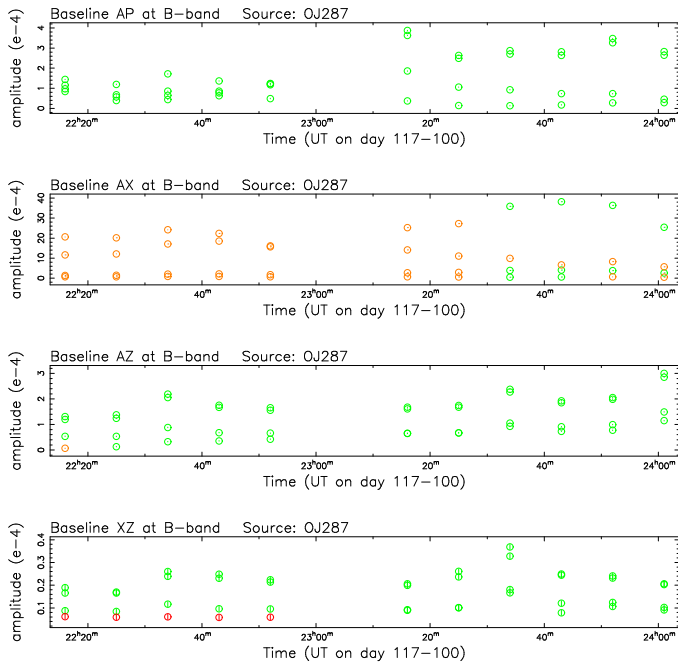 Baseline AP at B-band Source: OJ287
amplitude (e-4)
0 1 2 3 4
22h20m 40m 23h00m 20m 40m 24h00m
Time (UT on day 117-100)
Baseline AX at B-band Source: OJ287
amplitude (e-4)
0 10 20 30 40
22h20m 40m 23h00m 20m 40m 24h00m
Time (UT on day 117-100)
Baseline AZ at B-band Source: OJ287
amplitude (e-4)
0 1 2 3
22h20m 40m 23h00m 20m 40m 24h00m
Time (UT on day 117-100)
Baseline XZ at B-band Source: OJ287
amplitude (e-4)
0.1 0.2 0.3 0.4
22h20m 40m 23h00m 20m 40m 24h00m
Time (UT on day 117-100)